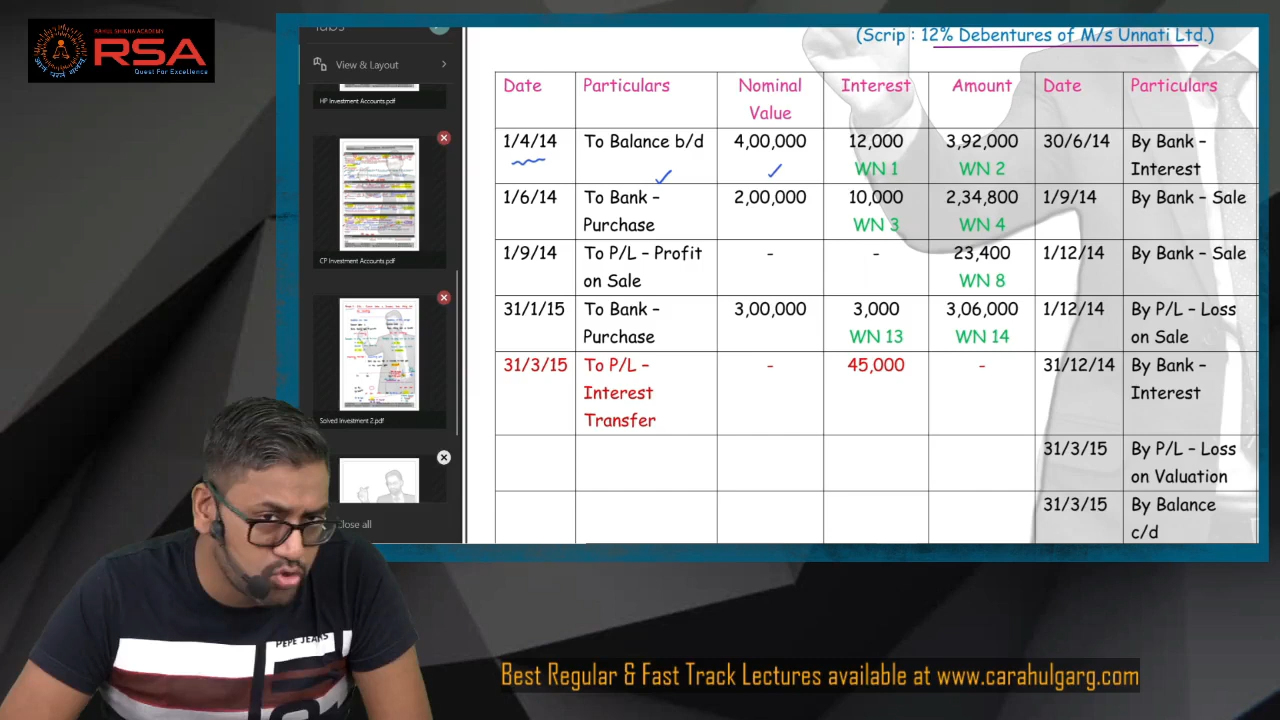 RAHUL SHIKHA ACADEMY
RSA
Quest For Excellence
View & Layout
HP Investment Accounts.pdf
CP Investment Accounts.pdf
Solved Investment 2.pdf
Close all
(Scrip : 12% Debentures of M/s Unnati Ltd.)
Date Particulars Nominal Value Interest Amount Date Particulars
1/4/14 To Balance b/d 4,00,000 12,000 WN 1 3,92,000 WN 2 30/6/14 By Bank – Interest
1/6/14 To Bank – Purchase 2,00,000 10,000 WN 3 2,34,800 WN 4 1/9/14 By Bank – Sale
1/9/14 To P/L – Profit on Sale - - 23,400 WN 8 1/12/14 By Bank – Sale
31/1/15 To Bank – Purchase 3,00,000 3,000 WN 13 3,06,000 WN 14 1/12/14 By P/L – Loss on Sale
31/3/15 To P/L – Interest Transfer - 45,000 - 31/12/14 By Bank – Interest
31/3/15 By P/L – Loss on Valuation
31/3/15 By Balance c/d
PEPE JEANS
Best Regular & Fast Track Lectures available at www.carahulgarg.com